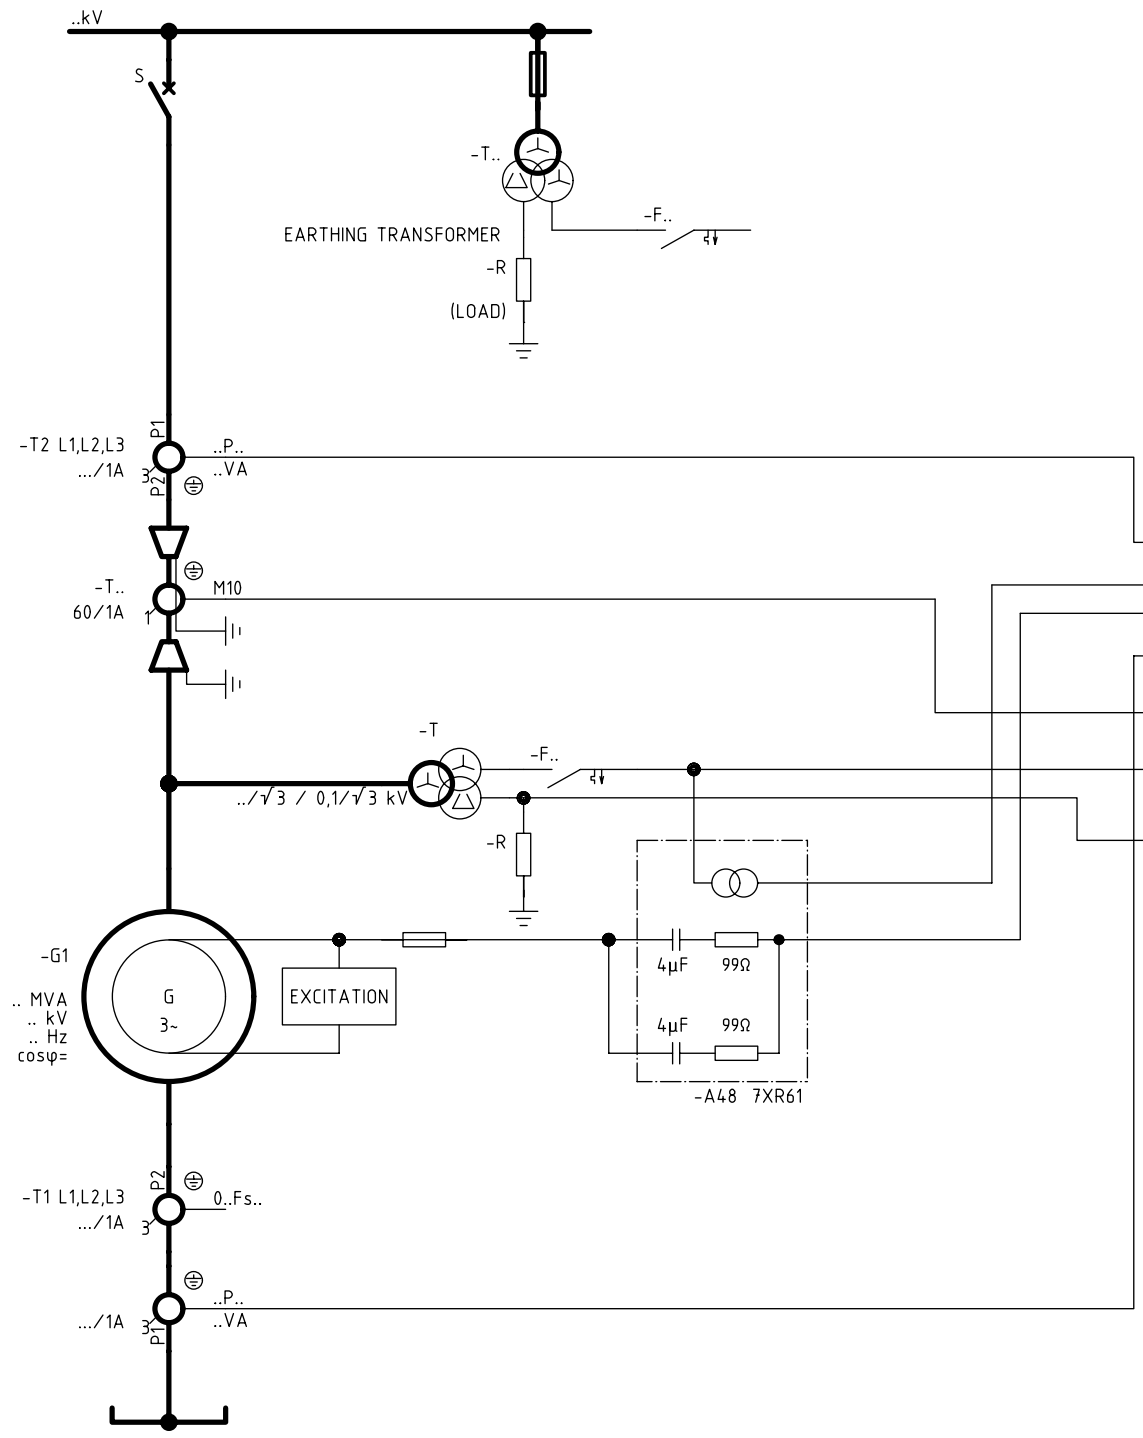 ..kV
S
-T..
-F..
EARTHING TRANSFORMER
-R
(LOAD)
P1
-T2 L1,L2,L3
..P..
.../1A
3
..VA
P2
-T..
M10
60/1A
1
-T
-F..
../√3 / 0,1/√3 kV
-R
-G1
4µF
99Ω
G
EXCITATION
3~
.. MVA
.. kV
.. Hz
cosφ=
4µF
99Ω
-A48 7XR61
P2
-T1 L1,L2,L3
0..Fs..
.../1A
3
..P..
.../1A
3
..VA
P1